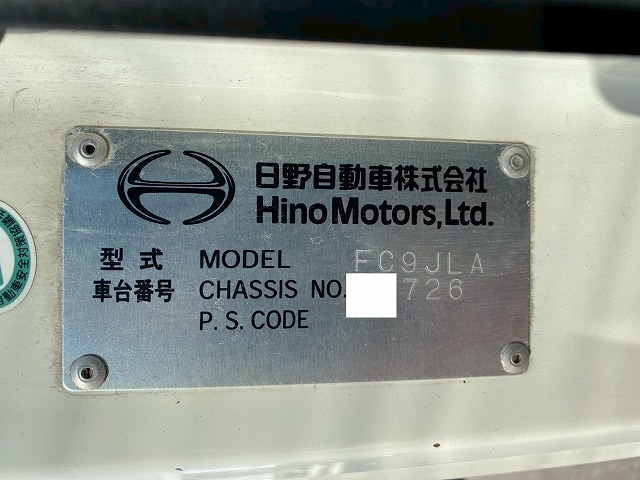 日野自動車株式会社
Hino Motors, Ltd.
型式 MODEL FC9JLA
車台番号 CHASSIS NO. 726
P.S.CODE